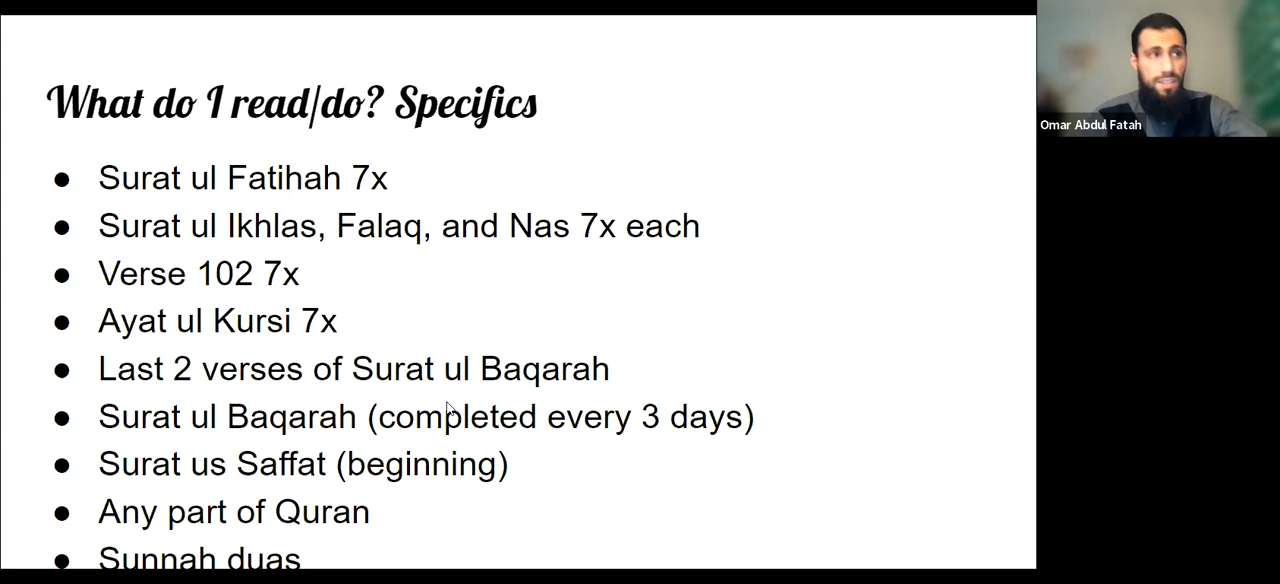 What do I read/do? Specifics
● Surat ul Fatihah 7x
● Surat ul Ikhlas, Falaq, and Nas 7x each
● Verse 102 7x
● Ayat ul Kursi 7x
● Last 2 verses of Surat ul Baqarah
● Surat ul Baqarah (completed every 3 days)
● Surat us Saffat (beginning)
● Any part of Quran
● Sunnah duas
Omar Abdul Fatah